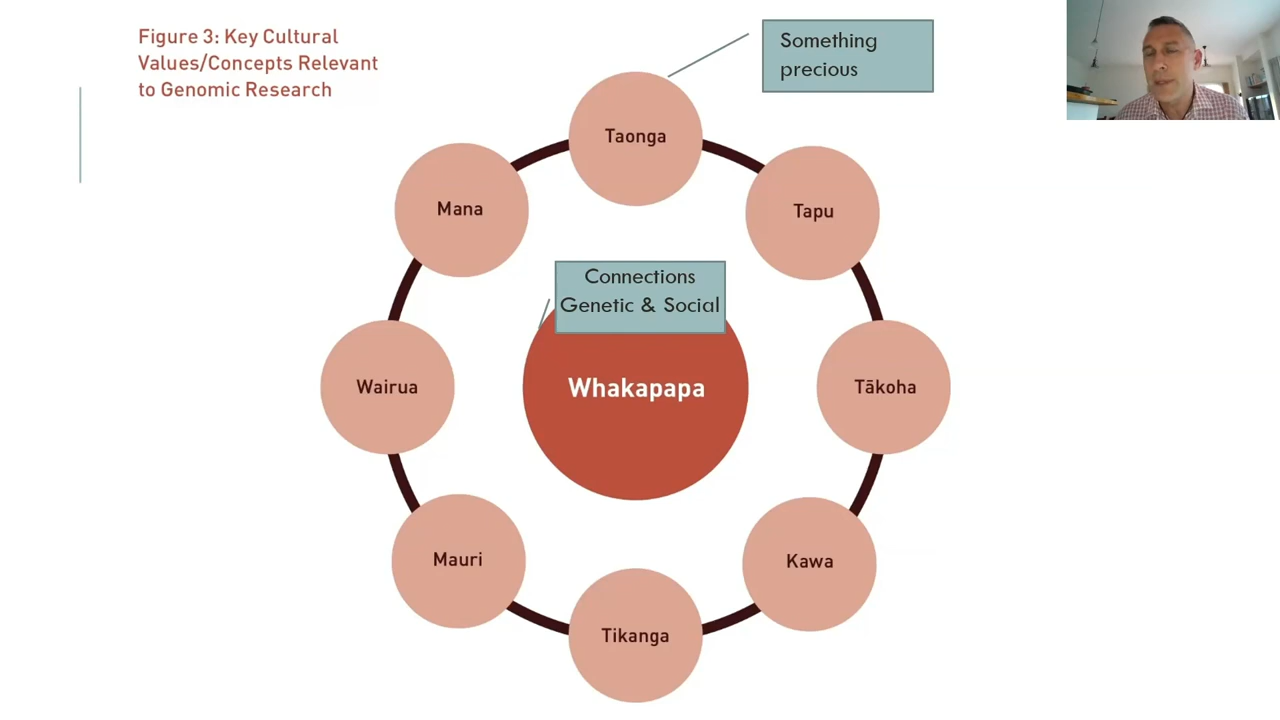 Figure 3: Key Cultural
Values/Concepts Relevant
to Genomic Research
Something
precious
Taonga
Mana
Tapu
Connections
Genetic & Social
Wairua
Whakapapa
Tākoha
Mauri
Kawa
Tikanga